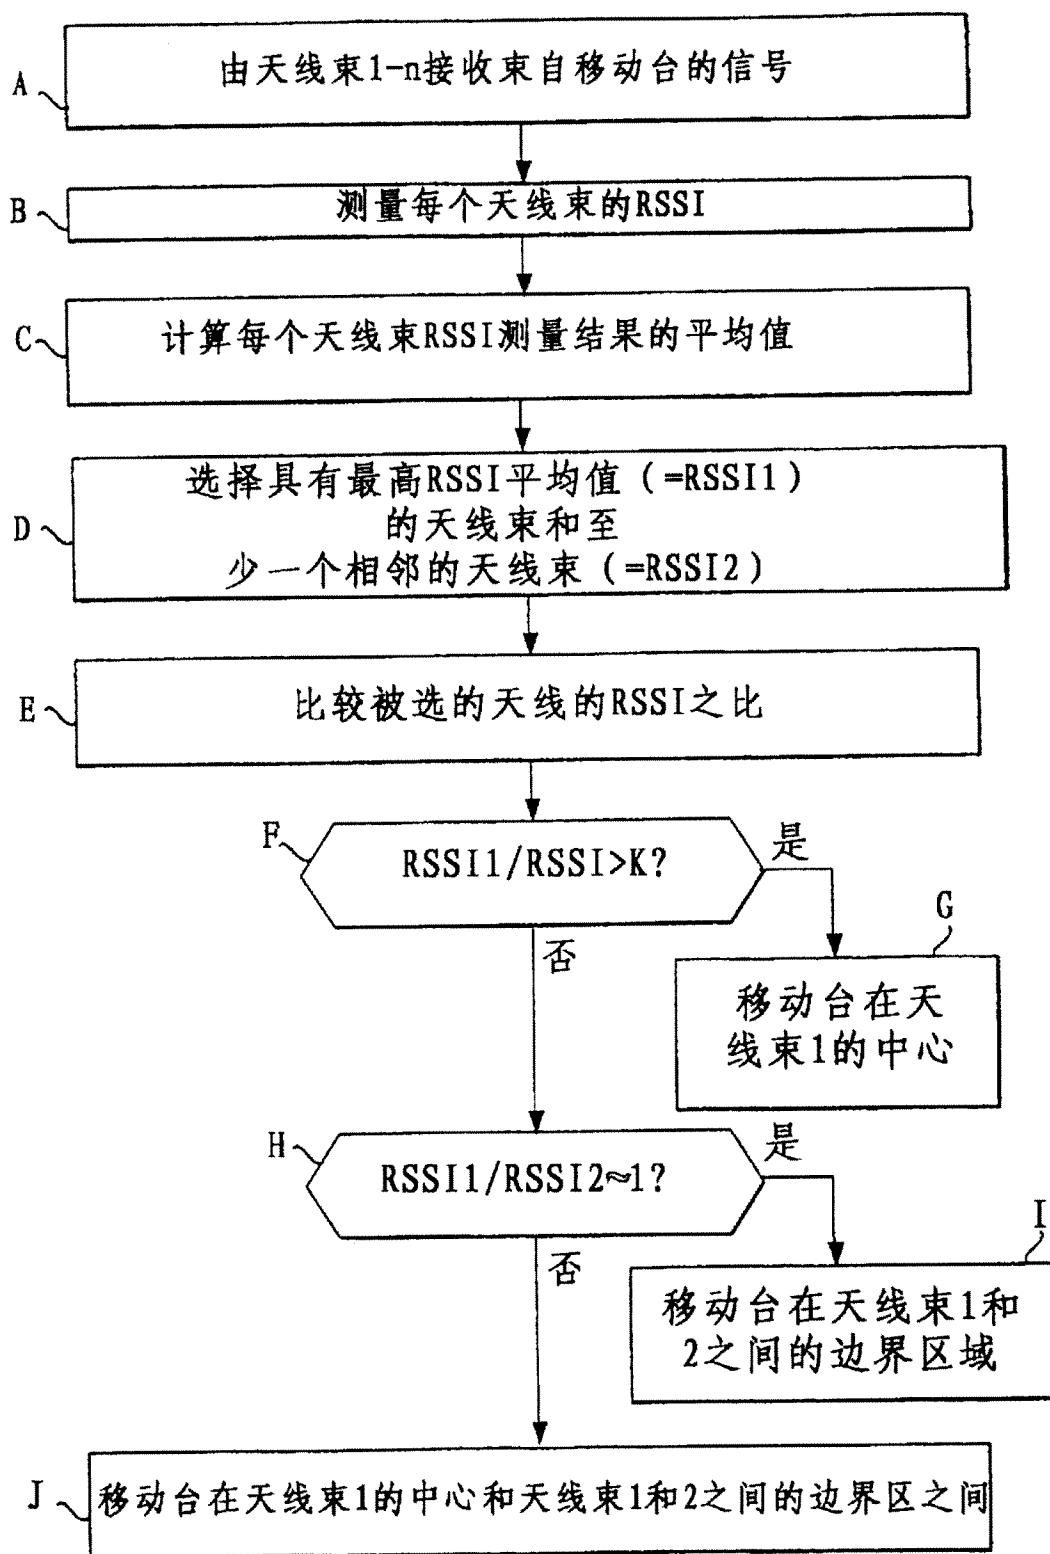 A
由天线束1-n接收束自移动台的信号
B
测量每个天线束的RSSI
C
计算每个天线束RSSI测量结果的平均值
D
选择具有最高RSSI平均值(=RSSI1)
的天线束和至
少一个相邻的天线束(=RSSI2)
E
比较被选的天线的RSSI之比
F
RSSI1/RSSI>K?
是
否
G
移动台在天
线束1的中心
H
RSSI1/RSSI2≈1?
是
否
I
移动台在天线束1和
2之间的边界区域
J
移动台在天线束1的中心和天线束1和2之间的边界区之间